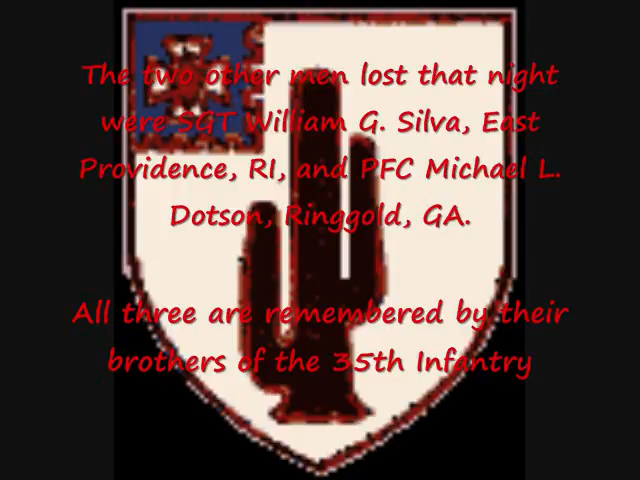 The two other men lost that night
were SGT William G. Silva, East
Providence, RI, and PFC Michael L.
Dotson, Ringgold, GA.
All three are remembered by their
brothers of the 35th Infantry